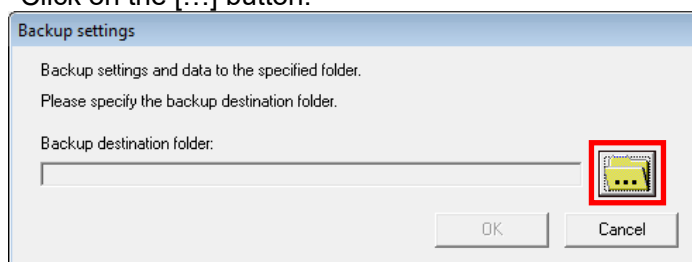 Click on the […] button.
Backup settings
Backup settings and data to the specified folder.
Please specify the backup destination folder.
Backup destination folder:
...
OK
Cancel